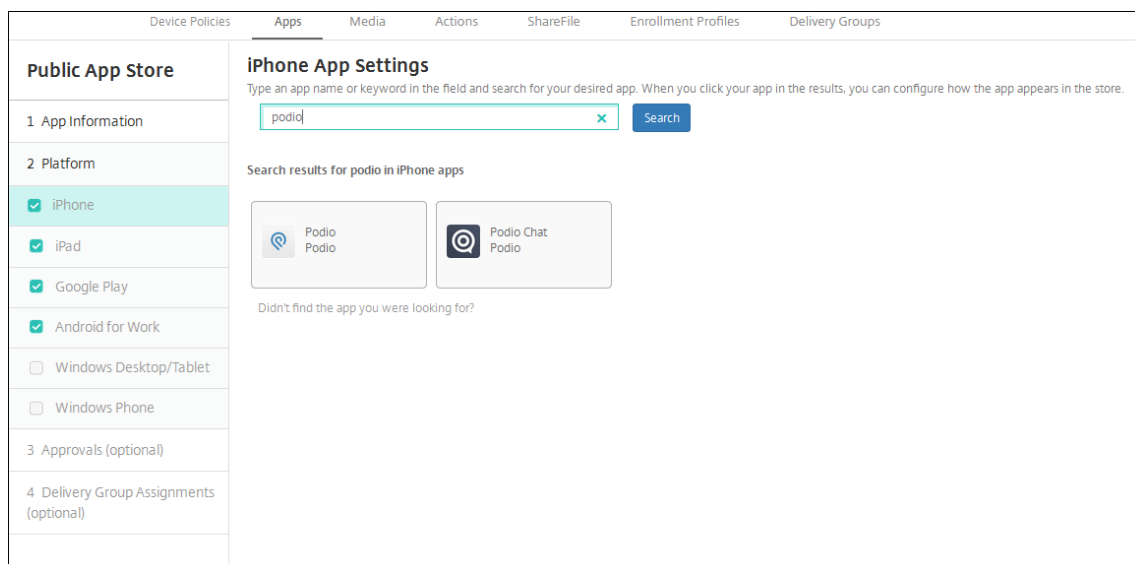 Device Policies Apps Media Actions ShareFile Enrollment Profiles Delivery Groups
Public App Store
1 App Information
2 Platform
iPhone
iPad
Google Play
Android for Work
Windows Desktop/Tablet
Windows Phone
3 Approvals (optional)
4 Delivery Group Assignments
(optional)
iPhone App Settings
Type an app name or keyword in the field and search for your desired app. When you click your app in the results, you can configure how the app appears in the store.
podio
Search
Search results for podio in iPhone apps
Podio
Podio
Podio Chat
Podio
Didn't find the app you were looking for?